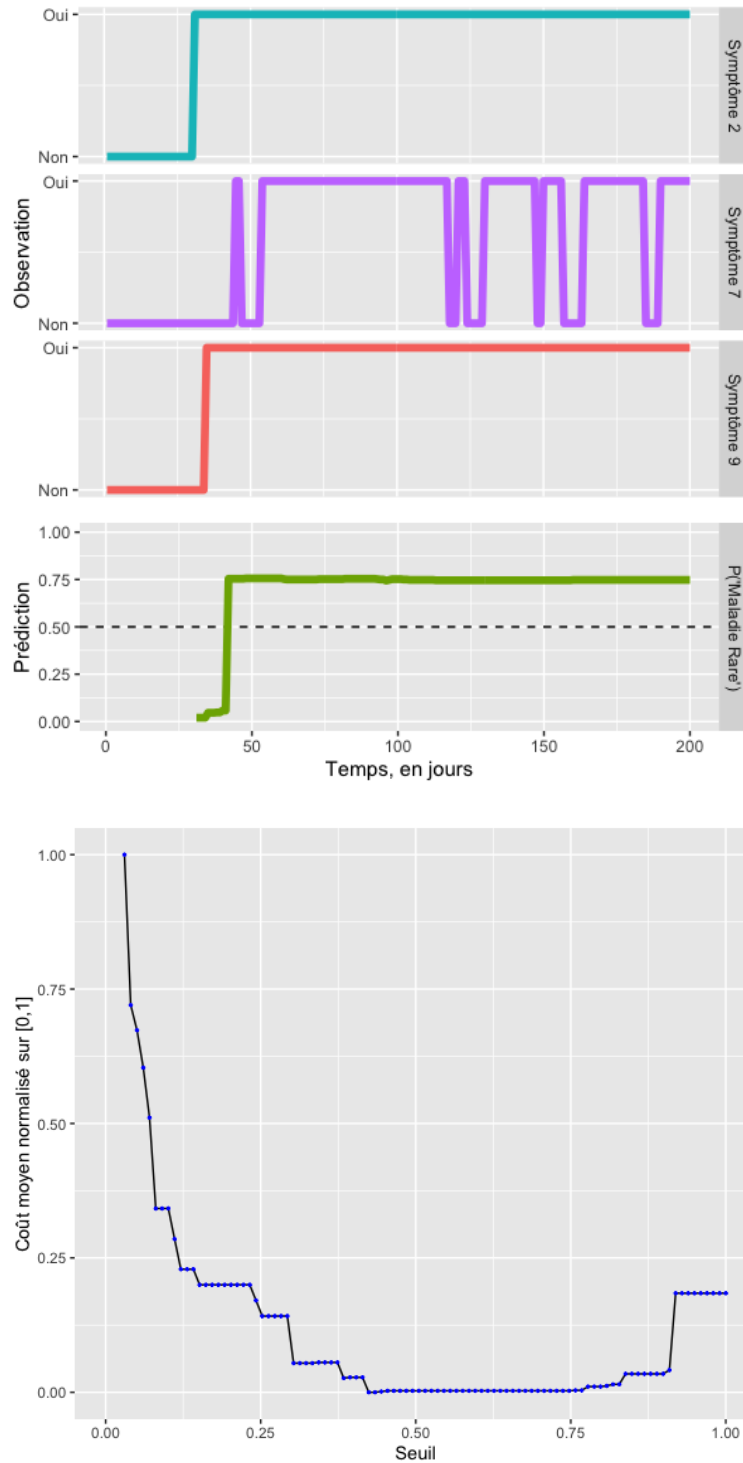 Oui
Non
Symptôme 2
Oui
Non
Symptôme 7
Observation
Oui
Non
Symptôme 9
1.00
0.75
0.50
0.25
0.00
Prédiction
P('Maladie Rare')
0 50 100 150 200
Temps, en jours
1.00
0.75
0.50
0.25
0.00
Coût moyen normalisé sur [0,1]
0.00 0.25 0.50 0.75 1.00
Seuil